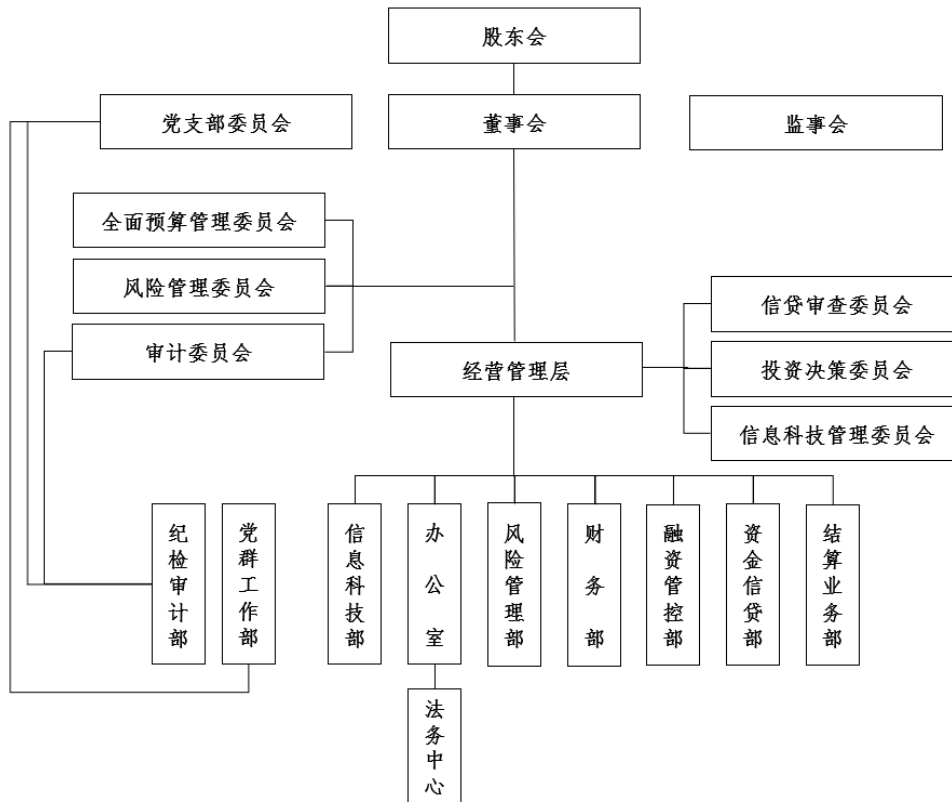 股东会
党支部委员会
董事会
监事会
全面预算管理委员会
风险管理委员会
审计委员会
信贷审查委员会
经营管理层
投资决策委员会
信息科技管理委员会
纪检审计部
党群工作部
信息科技部
办公室
风险管理部
财务部
融资管控部
资金信贷部
结算业务部
法务中心